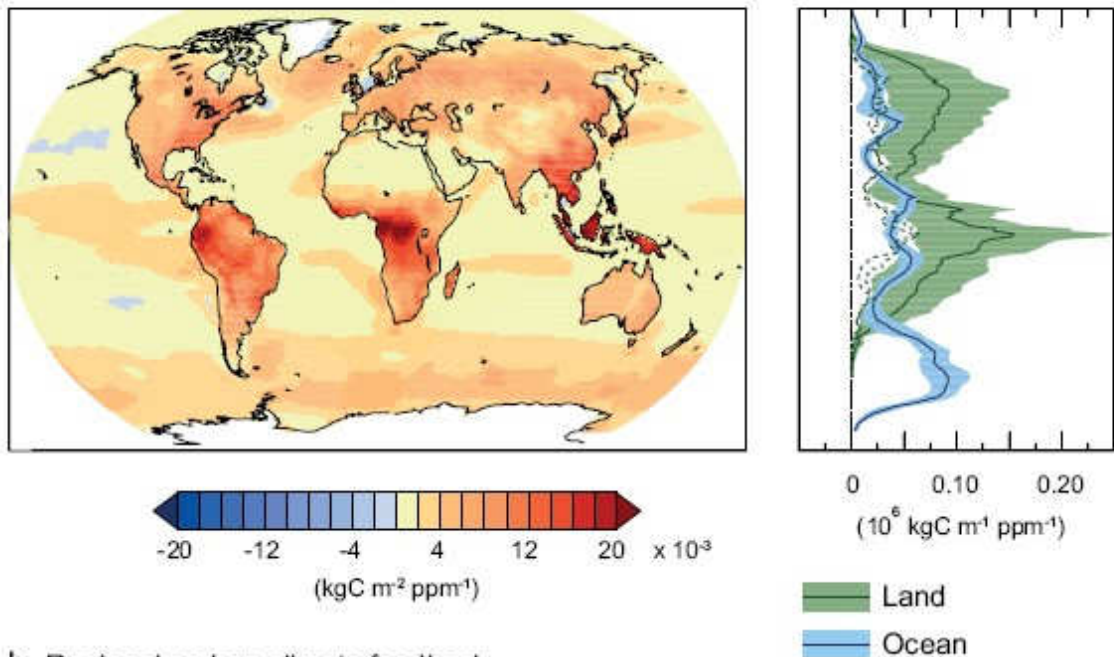 -20 -12 -4 4 12 20 x 10⁻³
(kgC m⁻² ppm⁻¹)
0 0.10 0.20
(10⁶ kgC m⁻¹ ppm⁻¹)
Land
Ocean